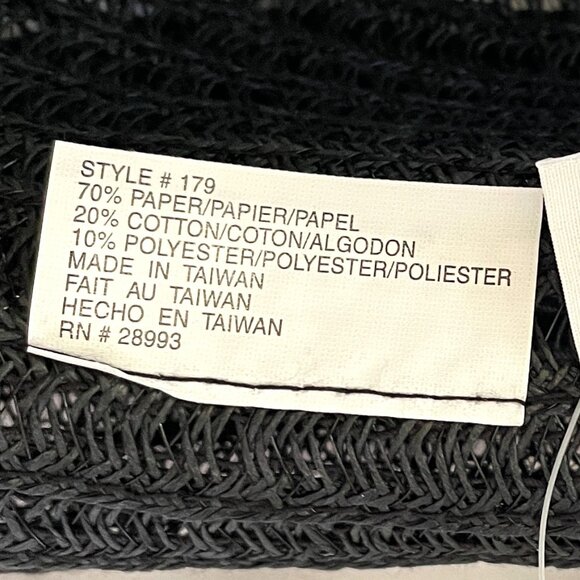 STYLE # 179
70% PAPER/PAPIER/PAPEL
20% COTTON/COTON/ALGODON
10% POLYESTER/POLYESTER/POLIESTER
MADE IN TAIWAN
FAIT AU TAIWAN
HECHO EN TAIWAN
RN # 28993